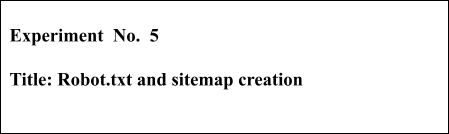 Experiment No. 5
Title: Robot.txt and sitemap creation